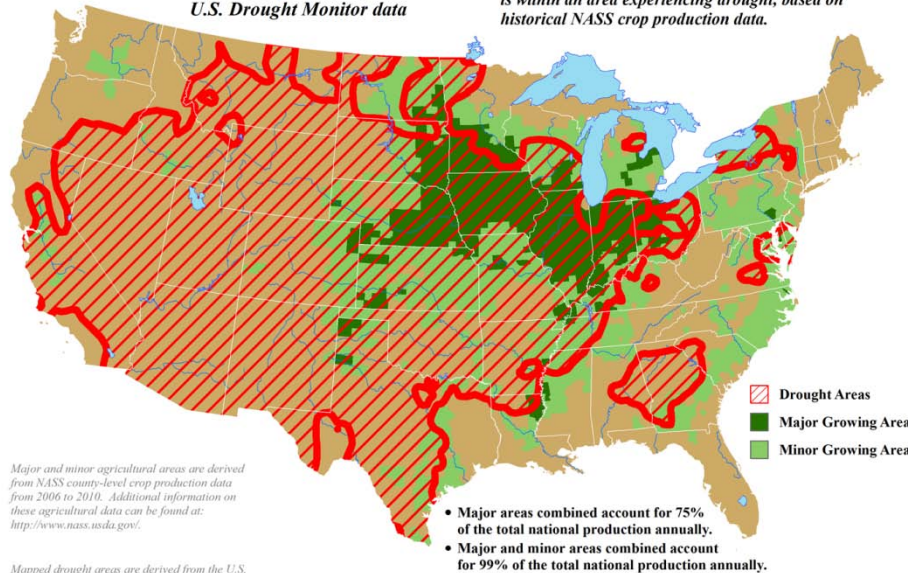 U.S. Drought Monitor data
is within an area experiencing drought, based on
historical NASS crop production data.
Drought Areas
Major Growing Area
Minor Growing Area
Major and minor agricultural areas are derived
from NASS county-level crop production data
from 2006 to 2010. Additional information on
these agricultural data can be found at:
http://www.nass.usda.gov/.
• Major areas combined account for 75%
of the total national production annually.
• Major and minor areas combined account
for 99% of the total national production annually.
Mapped drought areas are derived from the U.S.